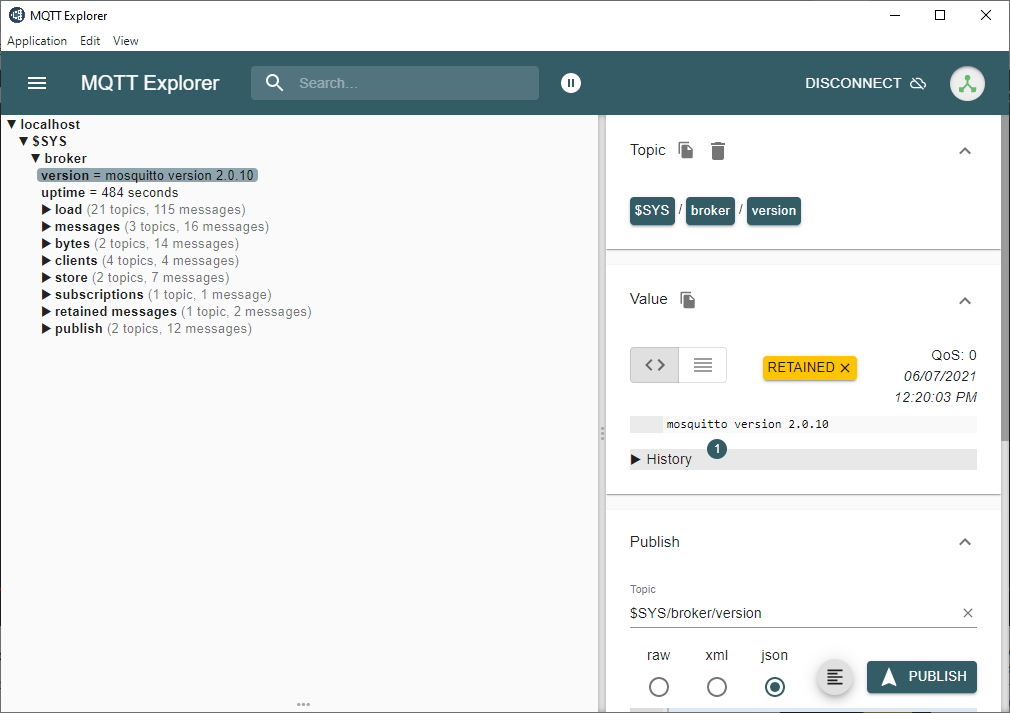 MQTT Explorer
Application Edit View
MQTT Explorer Search... DISCONNECT
▼ localhost
▼ $SYS
▼ broker
version = mosquitto version 2.0.10
uptime = 484 seconds
▶ load (21 topics, 115 messages)
▶ messages (3 topics, 16 messages)
▶ bytes (2 topics, 14 messages)
▶ clients (4 topics, 4 messages)
▶ store (2 topics, 7 messages)
▶ subscriptions (1 topic, 1 message)
▶ retained messages (1 topic, 2 messages)
▶ publish (2 topics, 12 messages)
Topic
$SYS / broker / version
Value
RETAINED
QoS: 0
06/07/2021
12:20:03 PM
mosquitto version 2.0.10
▶ History 1
Publish
Topic
$SYS/broker/version
raw xml json
PUBLISH